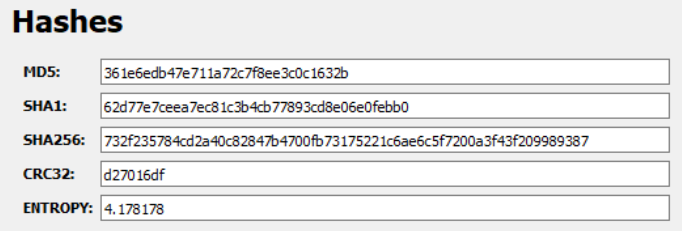 Hashes
MD5: 361e6edb47e711a72c7f8ee3c0c1632b
SHA1: 62d77e7ceea7ec81c3b4cb77893cd8e06e0febb0
SHA256: 732f235784cd2a40c82847b4700fb73175221c6ae6c5f7200a3f43f209989387
CRC32: d27016df
ENTROPY: 4.178178